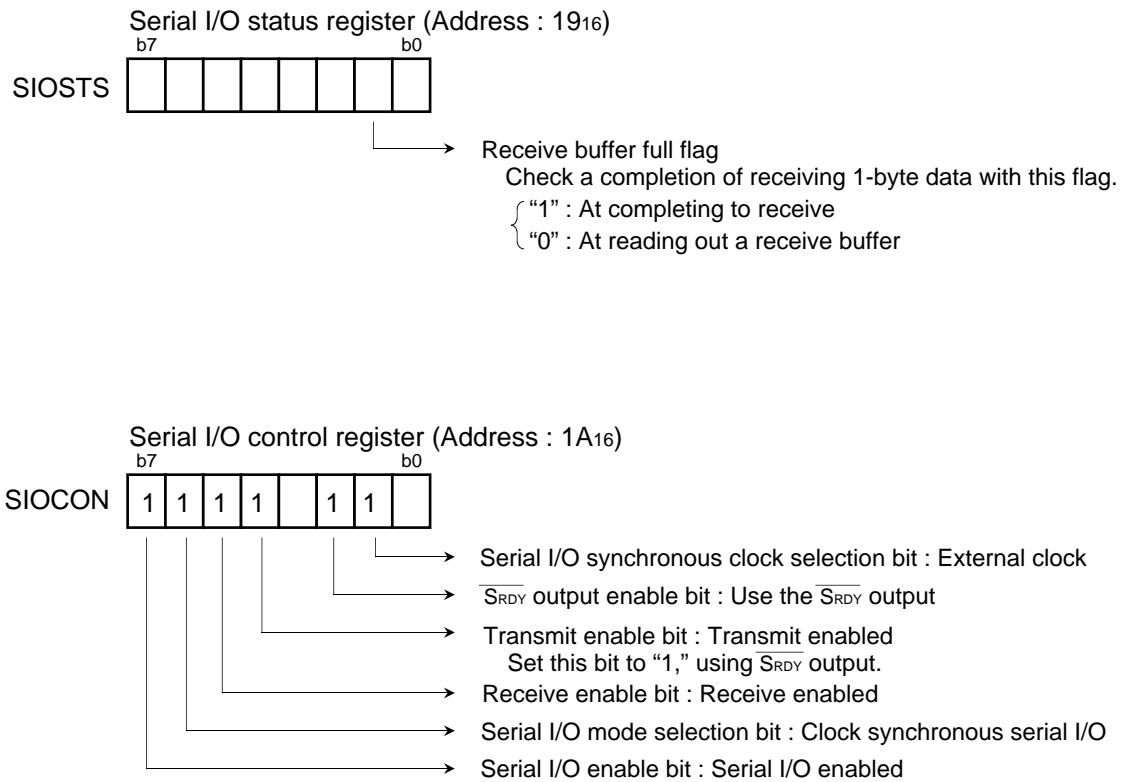 Serial I/O status register (Address : 1916)
b7 b0
SIOSTS
Receive buffer full flag
Check a completion of receiving 1-byte data with this flag.
“1” : At completing to receive
“0” : At reading out a receive buffer
Serial I/O control register (Address : 1A16)
b7 b0
SIOCON 1 1 1 1 1 1
Serial I/O synchronous clock selection bit : External clock
SRDY output enable bit : Use the SRDY output
Transmit enable bit : Transmit enabled
Set this bit to “1,” using SRDY output.
Receive enable bit : Receive enabled
Serial I/O mode selection bit : Clock synchronous serial I/O
Serial I/O enable bit : Serial I/O enabled